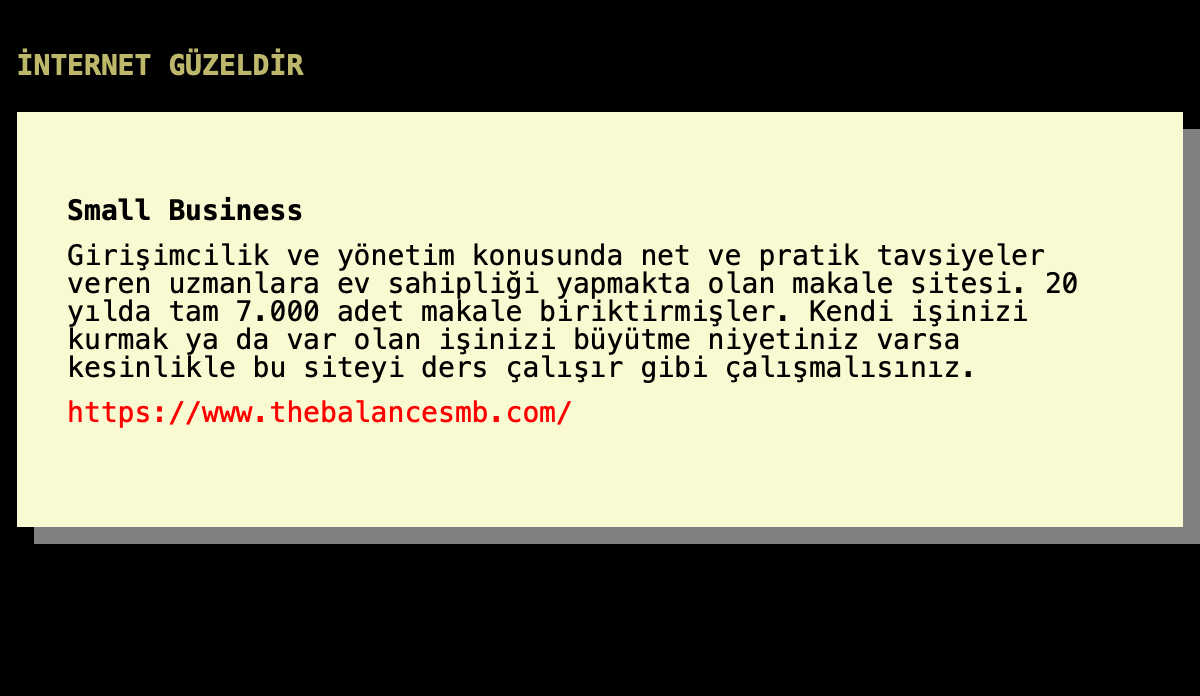 İNTERNET GÜZELDİR
Small Business
Girişimcilik ve yönetim konusunda net ve pratik tavsiyeler
veren uzmanlara ev sahipliği yapmakta olan makale sitesi. 20
yılda tam 7.000 adet makale biriktirmişler. Kendi işinizi
kurmak ya da var olan işinizi büyütme niyetiniz varsa
kesinlikle bu siteyi ders çalışır gibi çalışmalısınız.
https://www.thebalancesmb.com/